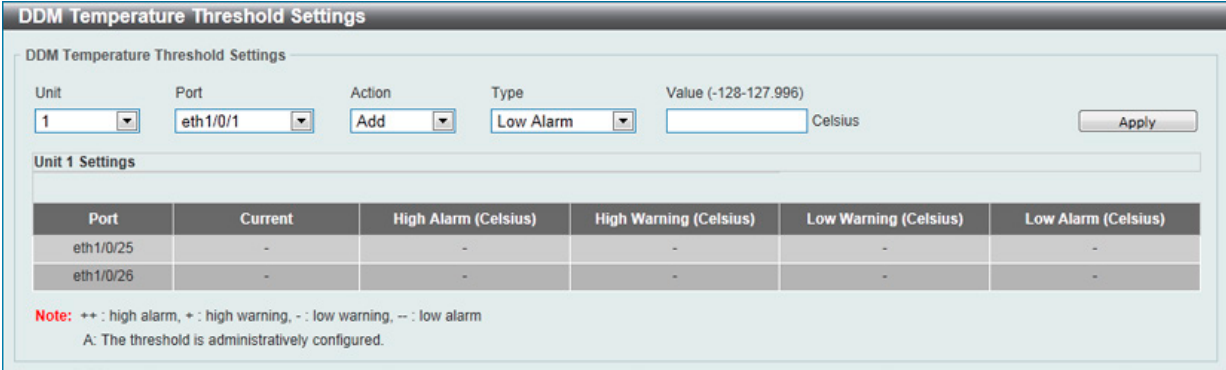 DDM Temperature Threshold Settings
DDM Temperature Threshold Settings
Unit Port Action Type Value (-128-127.996)
1 eth1/0/1 Add Low Alarm Celsius Apply
Unit 1 Settings
Port Current High Alarm (Celsius) High Warning (Celsius) Low Warning (Celsius) Low Alarm (Celsius)
eth1/0/25 - - - - -
eth1/0/26 - - - - -
Note: ++ : high alarm, + : high warning, - : low warning, -- : low alarm
A: The threshold is administratively configured.